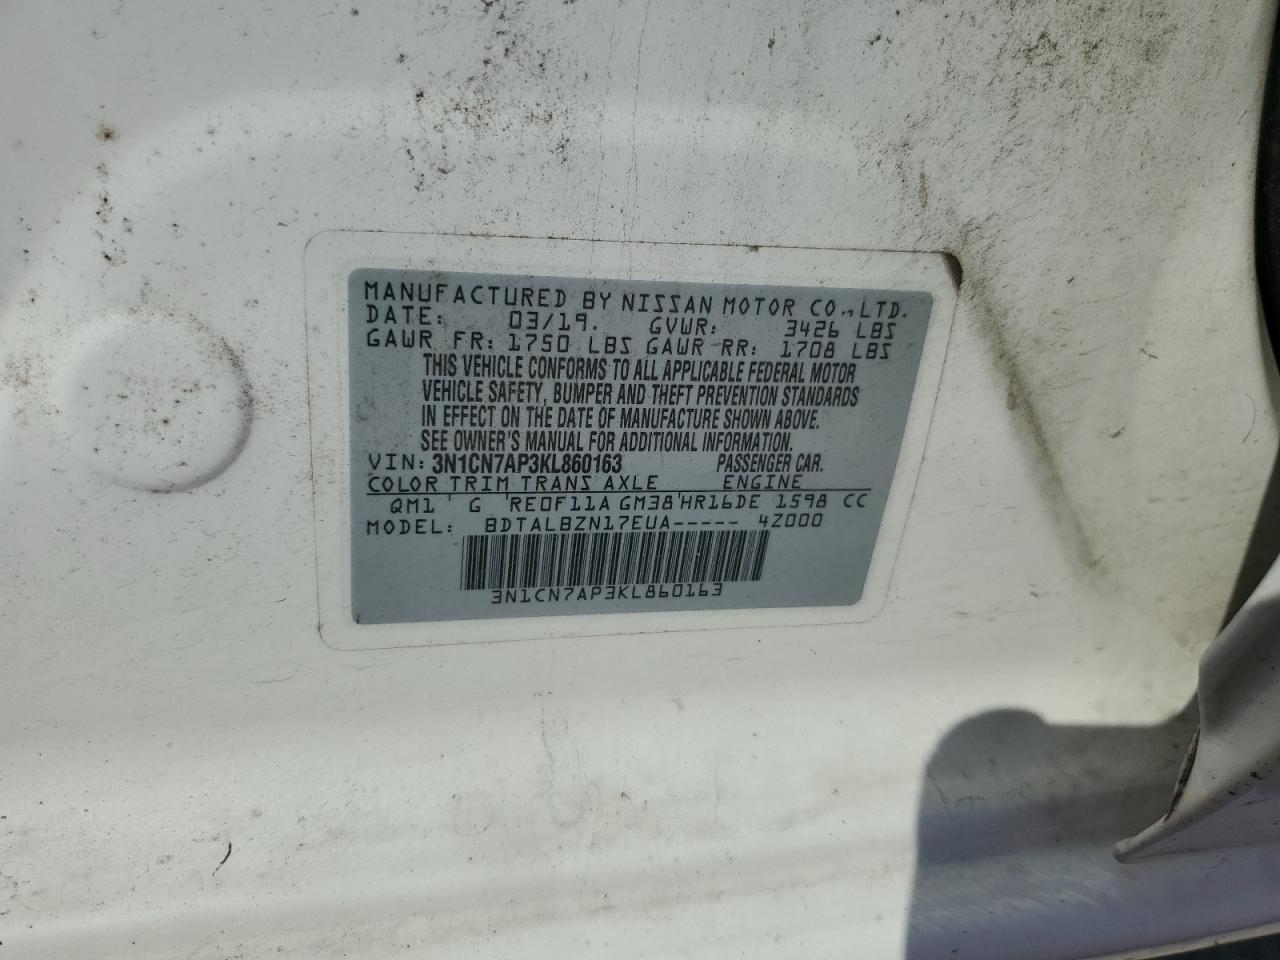 MANUFACTURED BY NISSAN MOTOR CO., LTD.
DATE: 03/19. GVWR: 3426 LBS
GAWR FR: 1750 LBS GAWR RR: 1708 LBS
THIS VEHICLE CONFORMS TO ALL APPLICABLE FEDERAL MOTOR
VEHICLE SAFETY, BUMPER AND THEFT PREVENTION STANDARDS
IN EFFECT ON THE DATE OF MANUFACTURE SHOWN ABOVE.
SEE OWNER'S MANUAL FOR ADDITIONAL INFORMATION.
VIN: 3N1CN7AP3KL860163 PASSENGER CAR.
COLOR TRIM TRANS AXLE ENGINE
QM1 ' G 'RE0F11A GM38'HR16DE 1598 CC
MODEL: BDTALBZN17EUA----- 4Z000
3N1CN7AP3KL860163